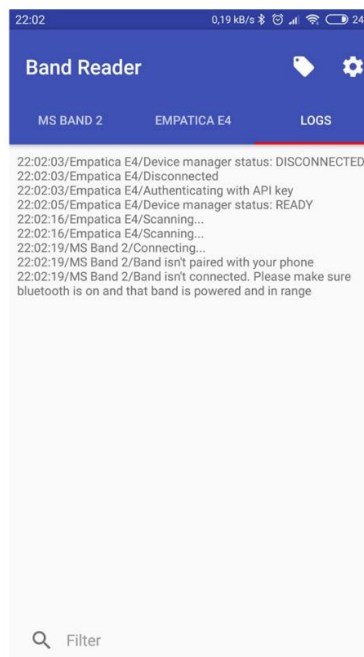 22:02 0,19 kB/s 24
Band Reader
MS BAND 2 EMPATICA E4 LOGS
22:02:03/Empatica E4/Device manager status: DISCONNECTED
22:02:03/Empatica E4/Disconnected
22:02:03/Empatica E4/Authenticating with API key
22:02:05/Empatica E4/Device manager status: READY
22:02:16/Empatica E4/Scanning...
22:02:16/Empatica E4/Scanning...
22:02:19/MS Band 2/Connecting...
22:02:19/MS Band 2/Band isn't paired with your phone
22:02:19/MS Band 2/Band isn't connected. Please make sure
bluetooth is on and that band is powered and in range
Filter